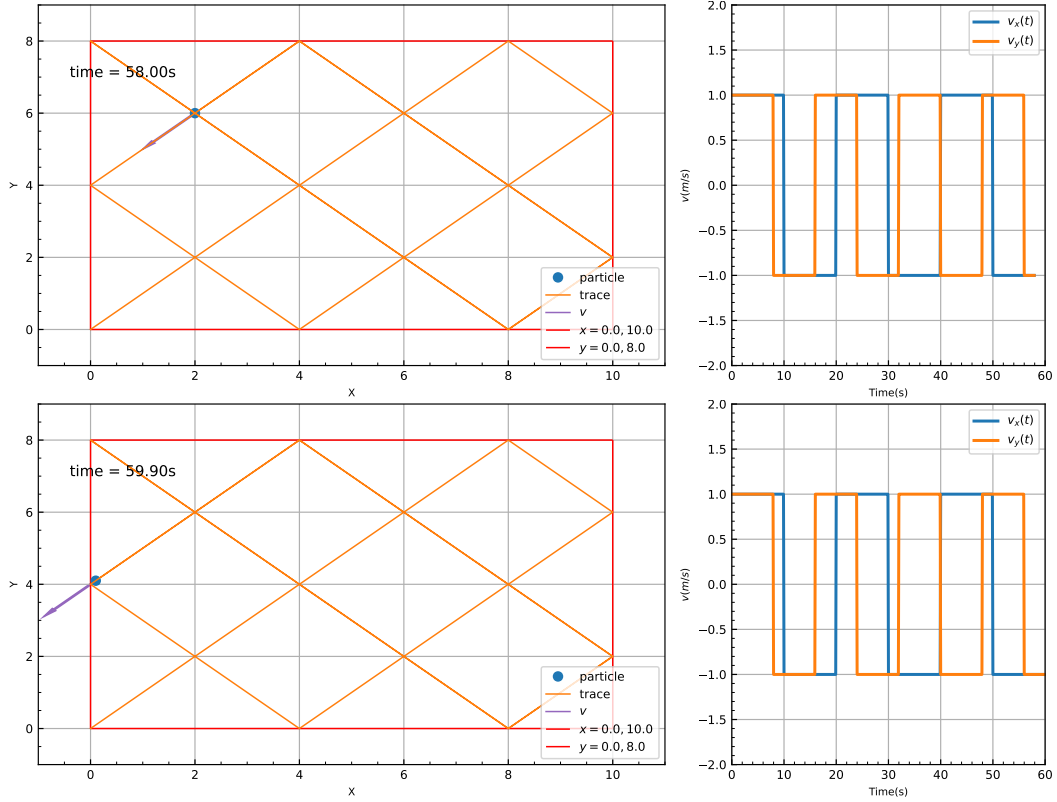 8
6
4
2
0
Y
time = 58.00s
particle
trace
v
x = 0.0, 10.0
y = 0.0, 8.0
0 2 4 6 8 10
X
2.0
1.5
1.0
0.5
0.0
−0.5
−1.0
−1.5
−2.0
v(m/s)
vₓ(t)
v_y(t)
0 10 20 30 40 50 60
Time(s)
8
6
4
2
0
Y
time = 59.90s
particle
trace
v
x = 0.0, 10.0
y = 0.0, 8.0
0 2 4 6 8 10
X
2.0
1.5
1.0
0.5
0.0
−0.5
−1.0
−1.5
−2.0
v(m/s)
vₓ(t)
v_y(t)
0 10 20 30 40 50 60
Time(s)